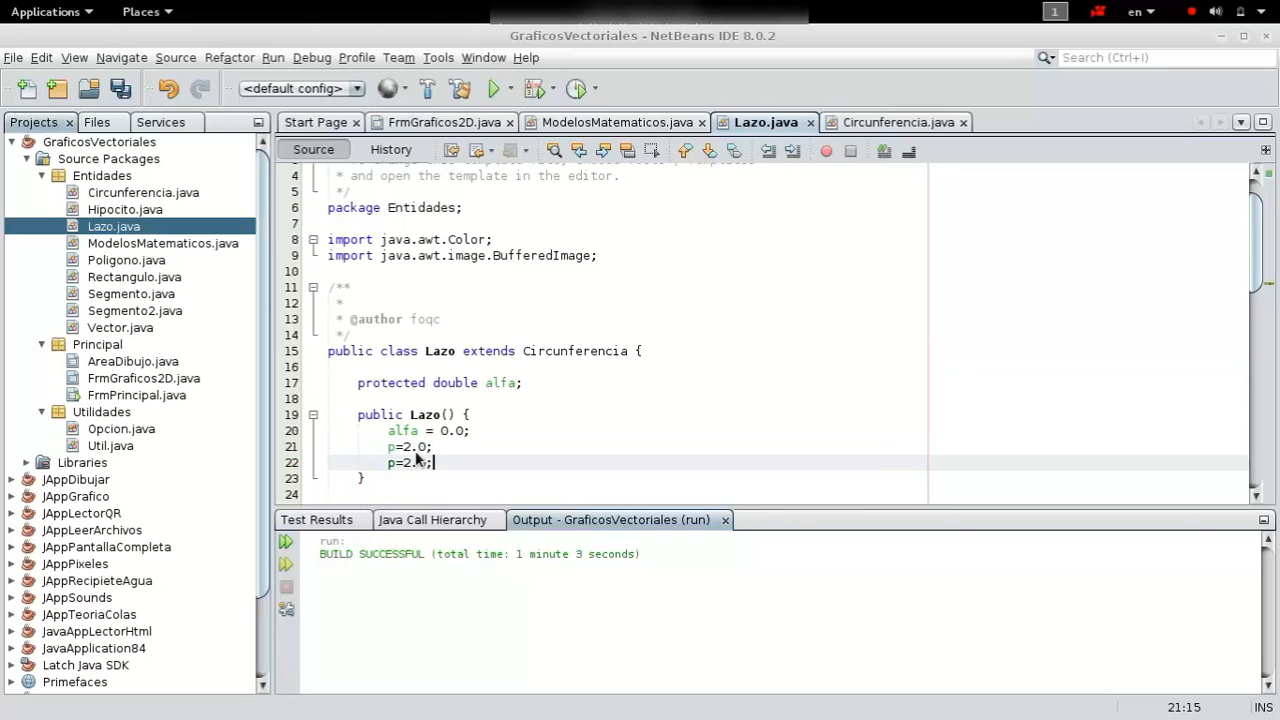 Applications Places 1 en
GraficosVectoriales - NetBeans IDE 8.0.2
File Edit View Navigate Source Refactor Run Debug Profile Team Tools Window Help Search (Ctrl+I)
<default config>
Projects Files Services
Start Page FrmGraficos2D.java ModelosMatematicos.java Lazo.java Circunferencia.java
Source History
GraficosVectoriales
Source Packages
Entidades
Circunferencia.java
Hipocito.java
Lazo.java
ModelosMatematicos.java
Poligono.java
Rectangulo.java
Segmento.java
Segmento2.java
Vector.java
Principal
AreaDibujo.java
FrmGraficos2D.java
FrmPrincipal.java
Utilidades
Opcion.java
Util.java
Libraries
JAppDibujar
JAppGrafico
JAppLectorQR
JAppLeerArchivos
JAppPantallaCompleta
JAppPixeles
JAppRecipieteAgua
JAppSounds
JAppTeoriaColas
JavaAppLectorHtml
JavaApplication84
Latch Java SDK
Primefaces
4 * and open the template in the editor.
5 */
6 package Entidades;
7
8 import java.awt.Color;
9 import java.awt.image.BufferedImage;
10
11 /**
12 *
13 * @author foqc
14 */
15 public class Lazo extends Circunferencia {
16
17 protected double alfa;
18
19 public Lazo() {
20 alfa = 0.0;
21 p=2.0;
22 p=2.0;
23 }
24
Test Results Java Call Hierarchy Output - GraficosVectoriales (run)
run:
BUILD SUCCESSFUL (total time: 1 minute 3 seconds)
21:15 INS